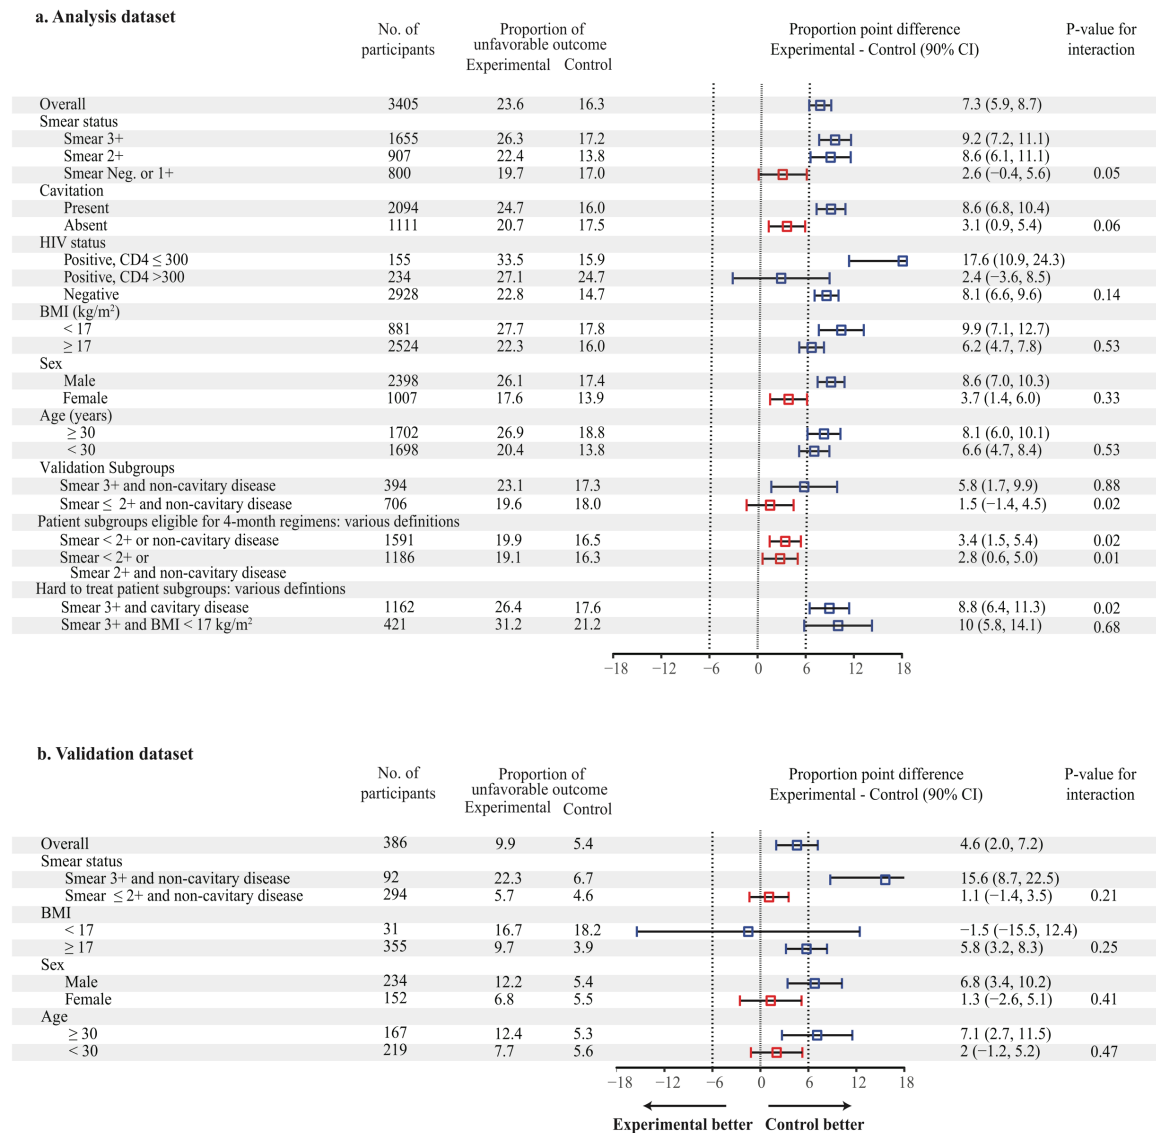 a. Analysis dataset
No. of participants
Proportion of unfavorable outcome
Experimental Control
Proportion point difference
Experimental - Control (90% CI)
P-value for interaction
Overall 3405 23.6 16.3 7.3 (5.9, 8.7)
Smear status
Smear 3+ 1655 26.3 17.2 9.2 (7.2, 11.1)
Smear 2+ 907 22.4 13.8 8.6 (6.1, 11.1)
Smear Neg. or 1+ 800 19.7 17.0 2.6 (−0.4, 5.6) 0.05
Cavitation
Present 2094 24.7 16.0 8.6 (6.8, 10.4)
Absent 1111 20.7 17.5 3.1 (0.9, 5.4) 0.06
HIV status
Positive, CD4 ≤ 300 155 33.5 15.9 17.6 (10.9, 24.3)
Positive, CD4 >300 234 27.1 24.7 2.4 (−3.6, 8.5)
Negative 2928 22.8 14.7 8.1 (6.6, 9.6) 0.14
BMI (kg/m²)
< 17 881 27.7 17.8 9.9 (7.1, 12.7)
≥ 17 2524 22.3 16.0 6.2 (4.7, 7.8) 0.53
Sex
Male 2398 26.1 17.4 8.6 (7.0, 10.3)
Female 1007 17.6 13.9 3.7 (1.4, 6.0) 0.33
Age (years)
≥ 30 1702 26.9 18.8 8.1 (6.0, 10.1)
< 30 1698 20.4 13.8 6.6 (4.7, 8.4) 0.53
Validation Subgroups
Smear 3+ and non-cavitary disease 394 23.1 17.3 5.8 (1.7, 9.9) 0.88
Smear ≤ 2+ and non-cavitary disease 706 19.6 18.0 1.5 (−1.4, 4.5) 0.02
Patient subgroups eligible for 4-month regimens: various definitions
Smear < 2+ or non-cavitary disease 1591 19.9 16.5 3.4 (1.5, 5.4) 0.02
Smear < 2+ or 1186 19.1 16.3 2.8 (0.6, 5.0) 0.01
Smear 2+ and non-cavitary disease
Hard to treat patient subgroups: various defintions
Smear 3+ and cavitary disease 1162 26.4 17.6 8.8 (6.4, 11.3) 0.02
Smear 3+ and BMI < 17 kg/m² 421 31.2 21.2 10 (5.8, 14.1) 0.68
−18 −12 −6 0 6 12 18
b. Validation dataset
No. of participants
Proportion of unfavorable outcome
Experimental Control
Proportion point difference
Experimental - Control (90% CI)
P-value for interaction
Overall 386 9.9 5.4 4.6 (2.0, 7.2)
Smear status
Smear 3+ and non-cavitary disease 92 22.3 6.7 15.6 (8.7, 22.5)
Smear ≤ 2+ and non-cavitary disease 294 5.7 4.6 1.1 (−1.4, 3.5) 0.21
BMI
< 17 31 16.7 18.2 −1.5 (−15.5, 12.4)
≥ 17 355 9.7 3.9 5.8 (3.2, 8.3) 0.25
Sex
Male 234 12.2 5.4 6.8 (3.4, 10.2)
Female 152 6.8 5.5 1.3 (−2.6, 5.1) 0.41
Age
≥ 30 167 12.4 5.3 7.1 (2.7, 11.5)
< 30 219 7.7 5.6 2 (−1.2, 5.2) 0.47
−18 −12 −6 0 6 12 18
Experimental better Control better